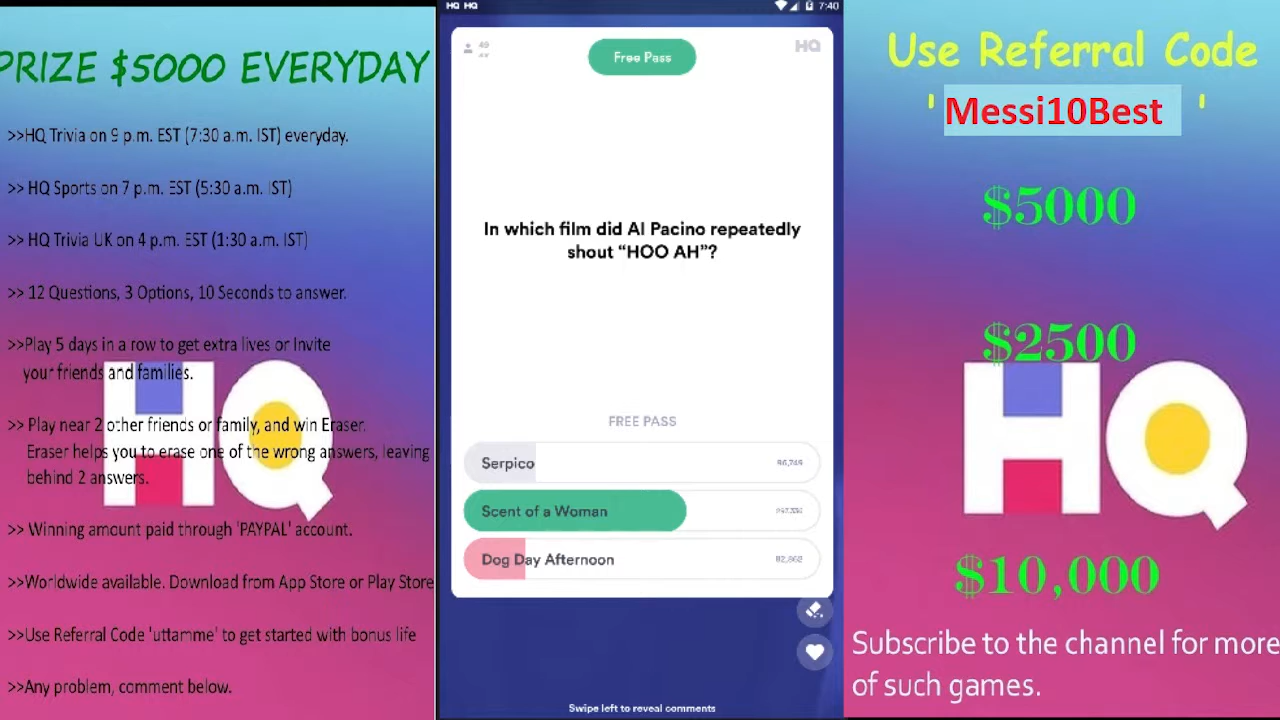 PRIZE $5000 EVERYDAY
>>HQ Trivia on 9 p.m. EST (7:30 a.m. IST) everyday.
>> HQ Sports on 7 p.m. EST (5:30 a.m. IST)
>> HQ Trivia UK on 4 p.m. EST (1:30 a.m. IST)
>> 12 Questions, 3 Options, 10 Seconds to answer.
>>Play 5 days in a row to get extra lives or Invite
your friends and families.
>> Play near 2 other friends or family, and win Eraser.
Eraser helps you to erase one of the wrong answers, leaving
behind 2 answers.
>> Winning amount paid through 'PAYPAL' account.
>>Worldwide available. Download from App Store or Play Store
>>Use Referral Code 'uttamme' to get started with bonus life
>>Any problem, comment below.
HQ
HQ HQ 7:40
49
Free Pass
HQ
In which film did Al Pacino repeatedly
shout “HOO AH”?
FREE PASS
Serpico
Scent of a Woman
Dog Day Afternoon
Swipe left to reveal comments
Use Referral Code
' Messi10Best '
$5000
$2500
HQ
$10,000
Subscribe to the channel for more
of such games.